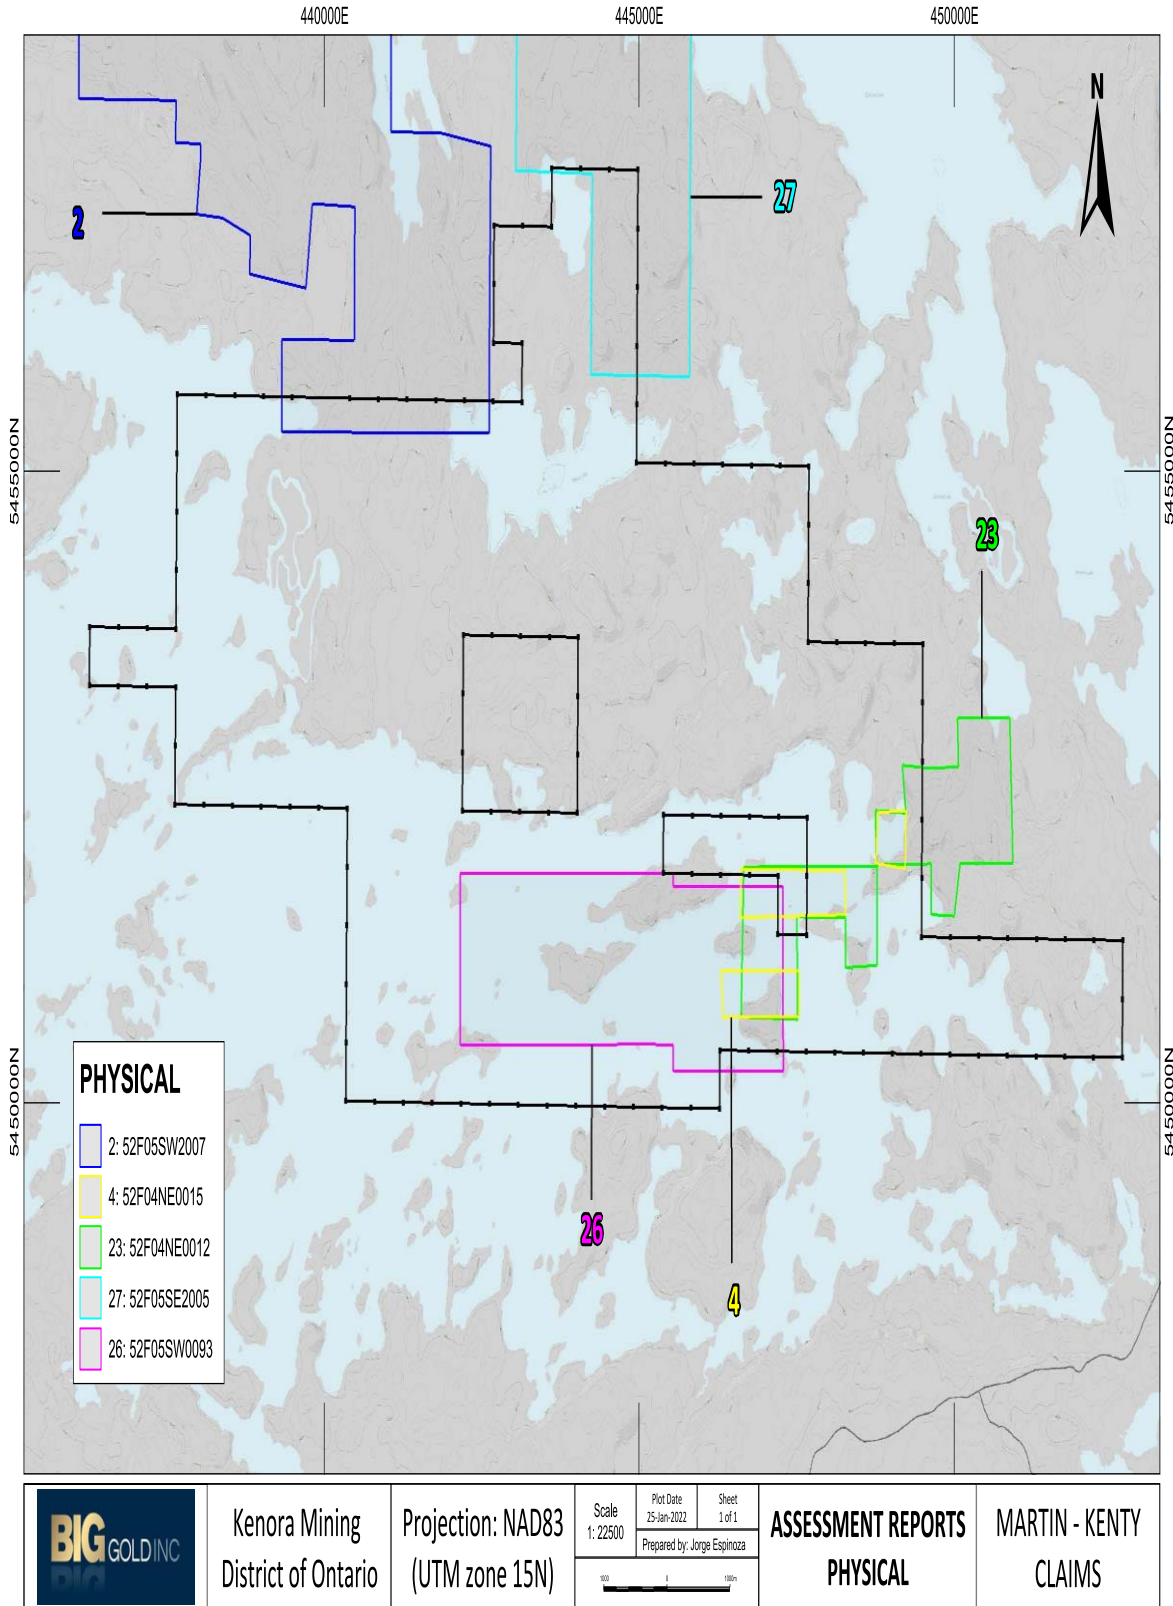 440000E
445000E
450000E
N
2
27
5455000N
5455000N
23
5450000N
5450000N
PHYSICAL
2: 52F05SW2007
4: 52F04NE0015
23: 52F04NE0012
27: 52F05SE2005
26: 52F05SW0093
26
4
BIG GOLD INC
Kenora Mining
District of Ontario
Projection: NAD83
(UTM zone 15N)
Scale
1: 22500
Plot Date
25-Jan-2022
Sheet
1 of 1
Prepared by: Jorge Espinoza
1000 0 1000m
ASSESSMENT REPORTS
PHYSICAL
MARTIN - KENTY
CLAIMS